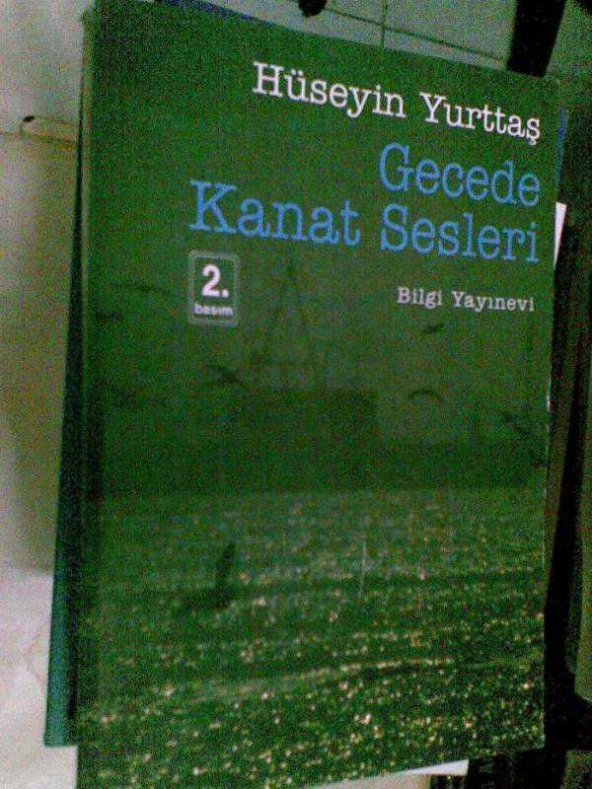 Hüseyin Yurttaş
Gecede
Kanat Sesleri
2.
basım
Bilgi Yayınevi